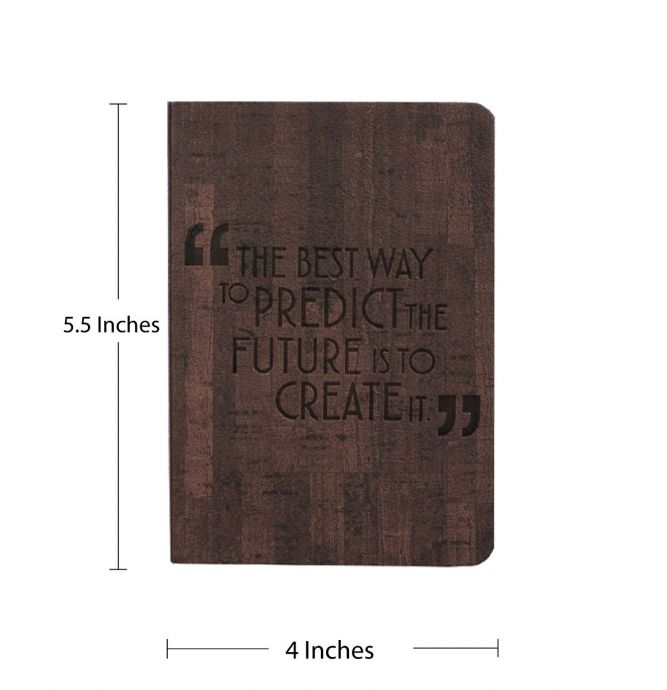 “THE BEST WAY
TO PREDICT THE
FUTURE IS TO
CREATE IT.”
5.5 Inches
4 Inches